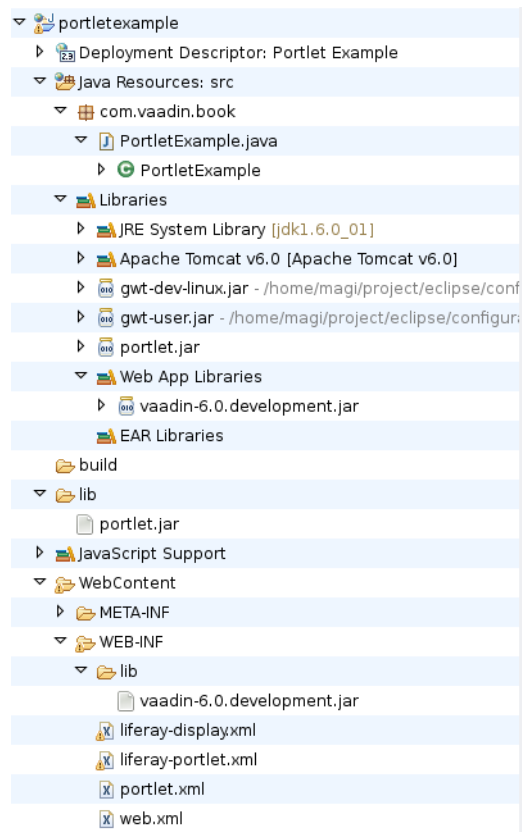 portletexample
Deployment Descriptor: Portlet Example
Java Resources: src
com.vaadin.book
PortletExample.java
PortletExample
Libraries
JRE System Library [jdk1.6.0_01]
Apache Tomcat v6.0 [Apache Tomcat v6.0]
gwt-dev-linux.jar - /home/magi/project/eclipse/conf
gwt-user.jar - /home/magi/project/eclipse/configur
portlet.jar
Web App Libraries
vaadin-6.0.development.jar
EAR Libraries
build
lib
portlet.jar
JavaScript Support
WebContent
META-INF
WEB-INF
lib
vaadin-6.0.development.jar
liferay-display.xml
liferay-portlet.xml
portlet.xml
web.xml